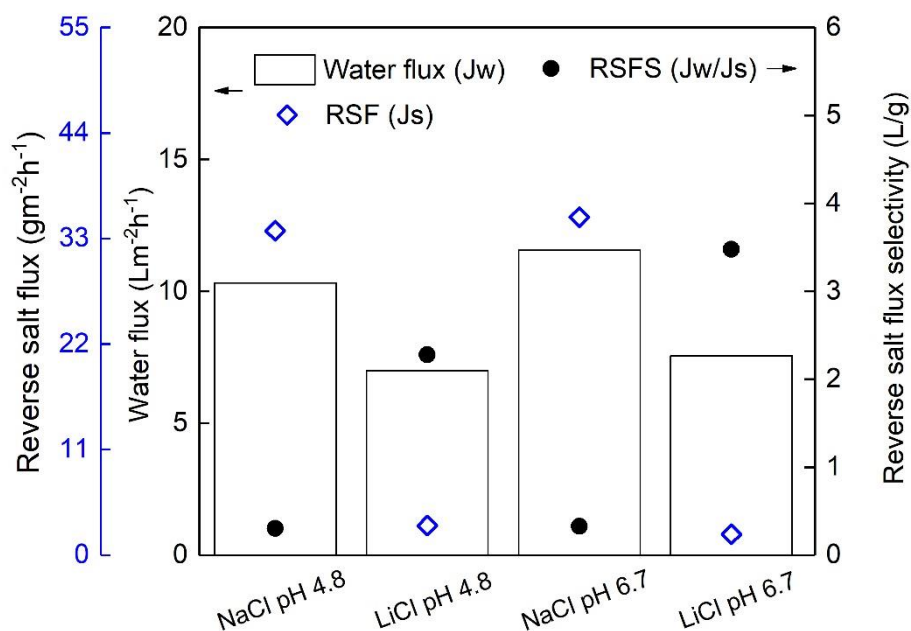 55
44
33
22
11
0
Reverse salt flux (gm⁻²h⁻¹)
20
15
10
5
0
Water flux (Lm⁻²h⁻¹)
Water flux (Jw)
RSFS (Jw/Js)
RSF (Js)
6
5
4
3
2
1
0
Reverse salt flux selectivity (L/g)
NaCl pH 4.8
LiCl pH 4.8
NaCl pH 6.7
LiCl pH 6.7